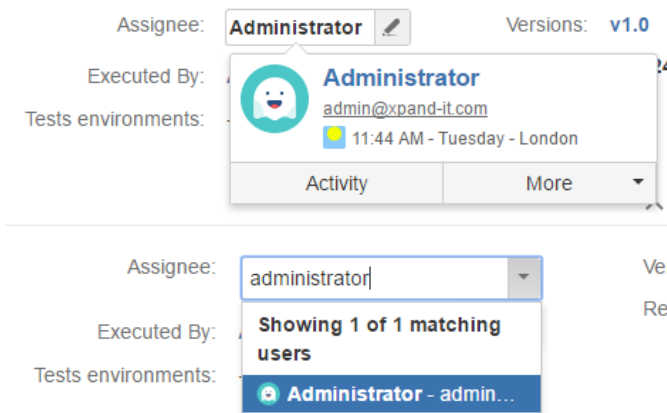 Assignee: Administrator Versions: v1.0
Executed By:
Administrator
admin@xpand-it.com
Tests environments: -
11:44 AM - Tuesday - London
Activity More
Assignee: administrator
Showing 1 of 1 matching
users
Executed By:
Tests environments:
Administrator - admin...